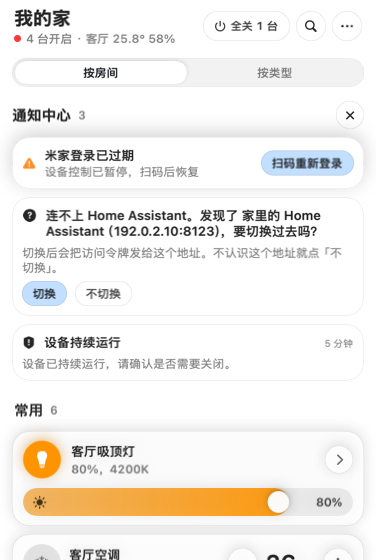 我的家
4 台开启 · 客厅 25.8° 58%
全关 1 台
按房间
按类型
通知中心 3
米家登录已过期
设备控制已暂停，扫码后恢复
扫码重新登录
连不上 Home Assistant。发现了 家里的 Home
Assistant (192.0.2.10:8123)，要切换过去吗?
切换后会把访问令牌发给这个地址。不认识这个地址就点「不
切换」。
切换
不切换
设备持续运行
5 分钟
设备已持续运行，请确认是否需要关闭。
常用 6
客厅吸顶灯
80%，4200K
80%
客厅空调